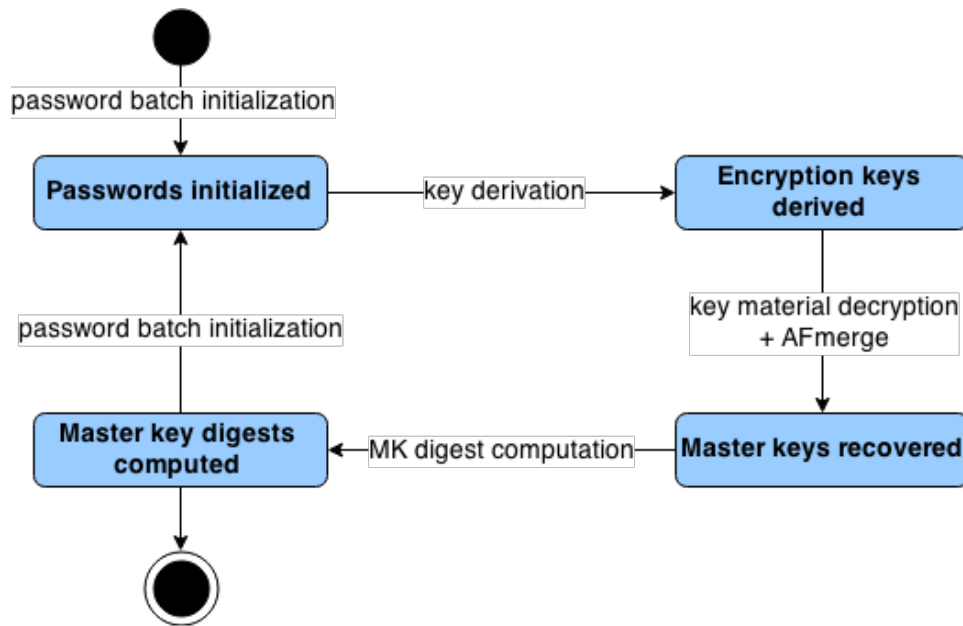 password batch initialization
Passwords initialized
key derivation
Encryption keys
derived
key material decryption
+ AFmerge
password batch initialization
Master key digests
computed
MK digest computation
Master keys recovered